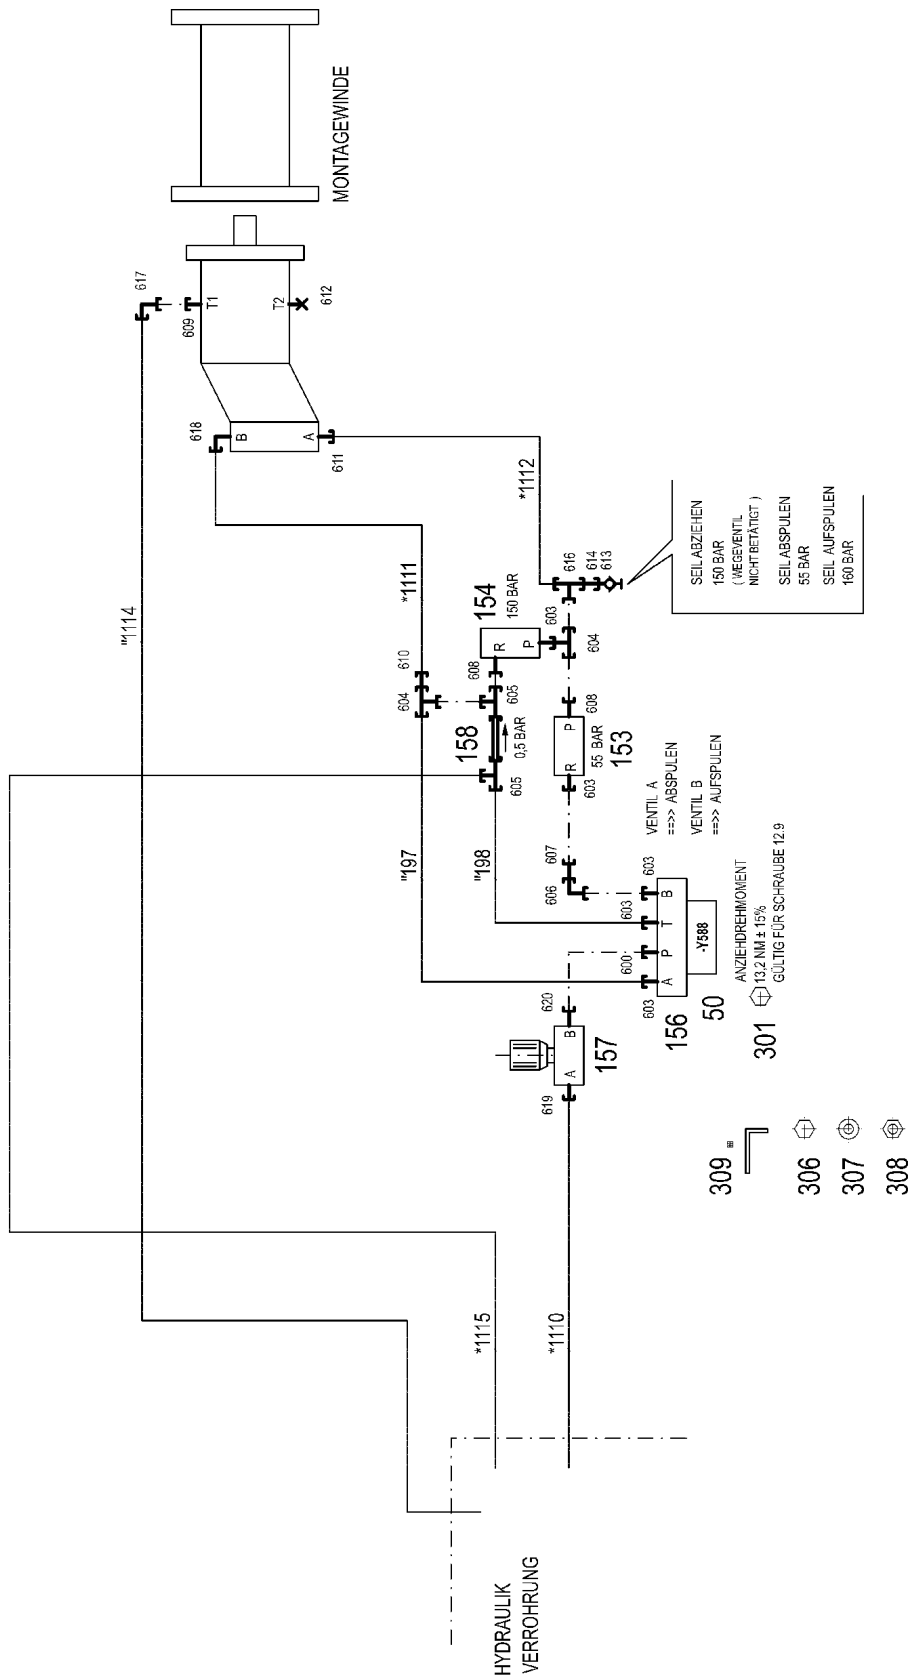 MONTAGEWINDE
617
"1114
609
T1
T2
612
618
B
A
611
*1112
*1111
154
150 BAR
R
P
603
616
614
613
604
SEIL ABZIEHEN
150 BAR
( WEGEVENTIL
NICHT BETÄTIGT )
SEIL ABSPULEN
55 BAR
SEIL AUFSPULEN
160 BAR
610
604
608
605
158
0,5 BAR
605
608
P
R
55 BAR
153
603
"197
"198
607
606
VENTIL A
==>> ABSPULEN
VENTIL B
==>> AUFSPULEN
603
603
600
603
B
T
P
A
-Y588
156
50
ANZIEHDREHMOMENT
13,2 NM ± 15%
GÜLTIG FÜR SCHRAUBE 12.9
301
620
B
A
157
619
309
306
307
308
*1115
*1110
HYDRAULIK
VERROHRUNG